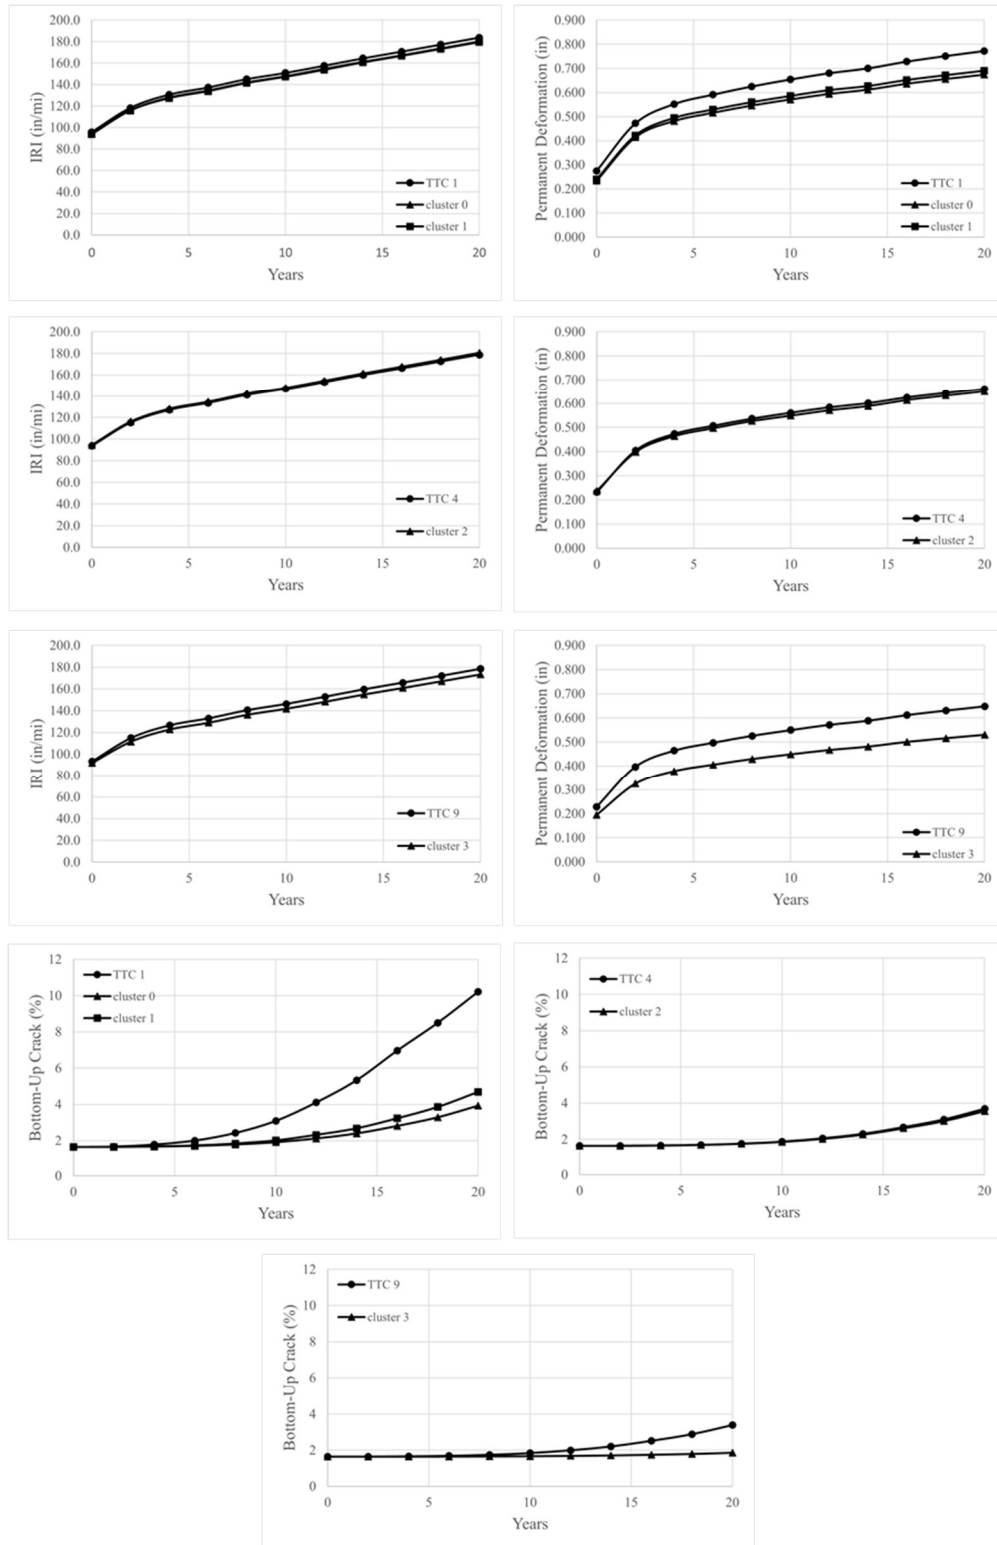 200.0
180.0
160.0
140.0
120.0
100.0
80.0
60.0
40.0
20.0
0.0
IRI (in/mi)
TTC 1
cluster 0
cluster 1
0 5 10 15 20
Years
0.900
0.800
0.700
0.600
0.500
0.400
0.300
0.200
0.100
0.000
Permanent Deformation (in)
TTC 1
cluster 0
cluster 1
0 5 10 15 20
Years
200.0
180.0
160.0
140.0
120.0
100.0
80.0
60.0
40.0
20.0
0.0
IRI (in/mi)
TTC 4
cluster 2
0 5 10 15 20
Years
0.900
0.800
0.700
0.600
0.500
0.400
0.300
0.200
0.100
0.000
Permanent Deformation (in)
TTC 4
cluster 2
0 5 10 15 20
Years
200.0
180.0
160.0
140.0
120.0
100.0
80.0
60.0
40.0
20.0
0.0
IRI (in/mi)
TTC 9
cluster 3
0 5 10 15 20
Years
0.900
0.800
0.700
0.600
0.500
0.400
0.300
0.200
0.100
0.000
Permanent Deformation (in)
TTC 9
cluster 3
0 5 10 15 20
Years
12
10
8
6
4
2
0
Bottom-Up Crack (%)
TTC 1
cluster 0
cluster 1
0 5 10 15 20
Years
12
10
8
6
4
2
0
Bottom-Up Crack (%)
TTC 4
cluster 2
0 5 10 15 20
Years
12
10
8
6
4
2
0
Bottom-Up Crack (%)
TTC 9
cluster 3
0 5 10 15 20
Years